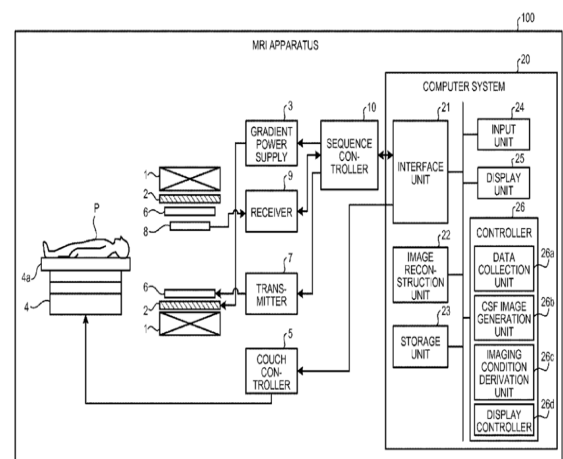 100
MRI APPARATUS
20
COMPUTER SYSTEM
3
GRADIENT
POWER
SUPPLY
10
SEQUENCE
CON-
TROLLER
21
INTERFACE
UNIT
24
INPUT
UNIT
25
DISPLAY
UNIT
1
2
6
8
9
RECEIVER
P
4a
4
6
2
1
7
TRANS-
MITTER
5
COUCH
CON-
TROLLER
22
IMAGE
RECON-
STRUCTION
UNIT
23
STORAGE
UNIT
26
CONTROLLER
DATA
COLLECTION
UNIT
26a
CSF IMAGE
GENERATION
UNIT
26b
IMAGING
CONDITION
DERIVATION
UNIT
26c
DISPLAY
CONTROLLER
26d